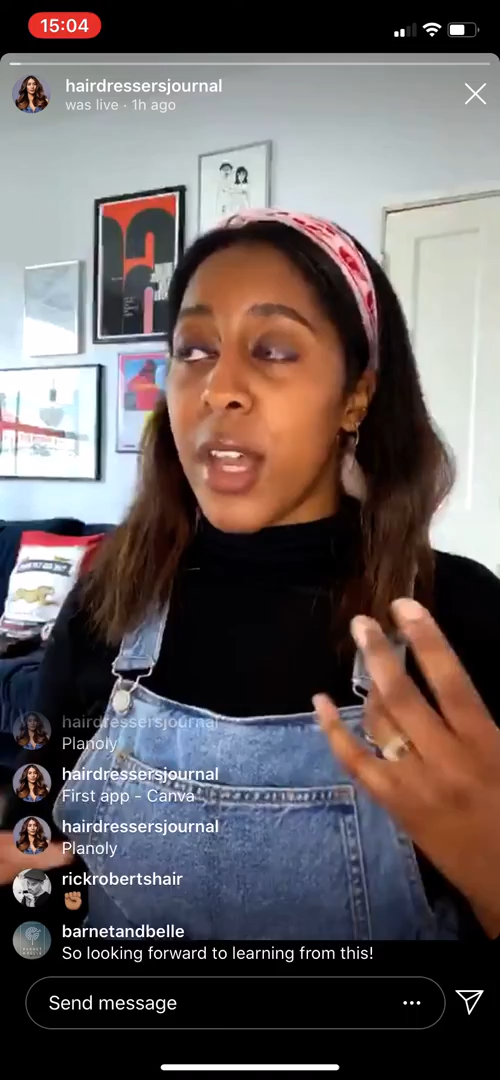 15:04
hairdressersjournal
was live · 1h ago
hairdressersjournal
Planoly
hairdressersjournal
First app - Canva
hairdressersjournal
Planoly
rickrobertshair
✊🏽
barnetandbelle
So looking forward to learning from this!
Send message